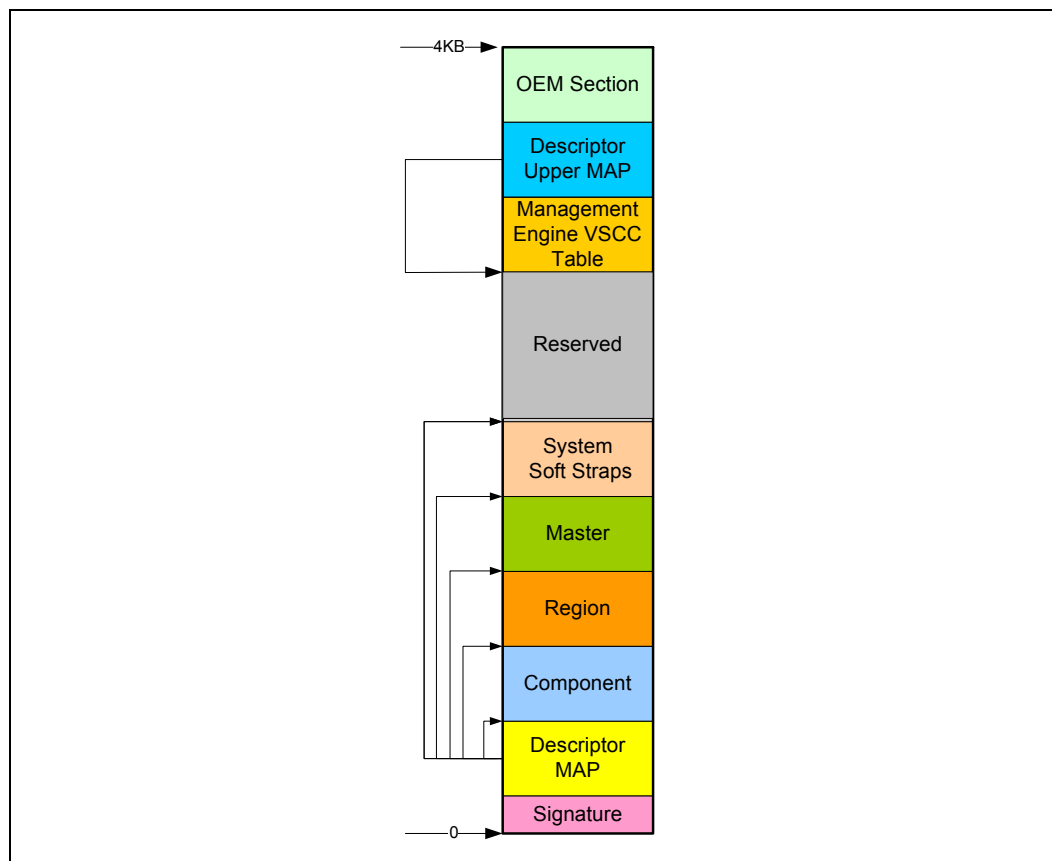 4KB
OEM Section
Descriptor
Upper MAP
Management
Engine VSCC
Table
Reserved
System
Soft Straps
Master
Region
Component
Descriptor
MAP
Signature
0